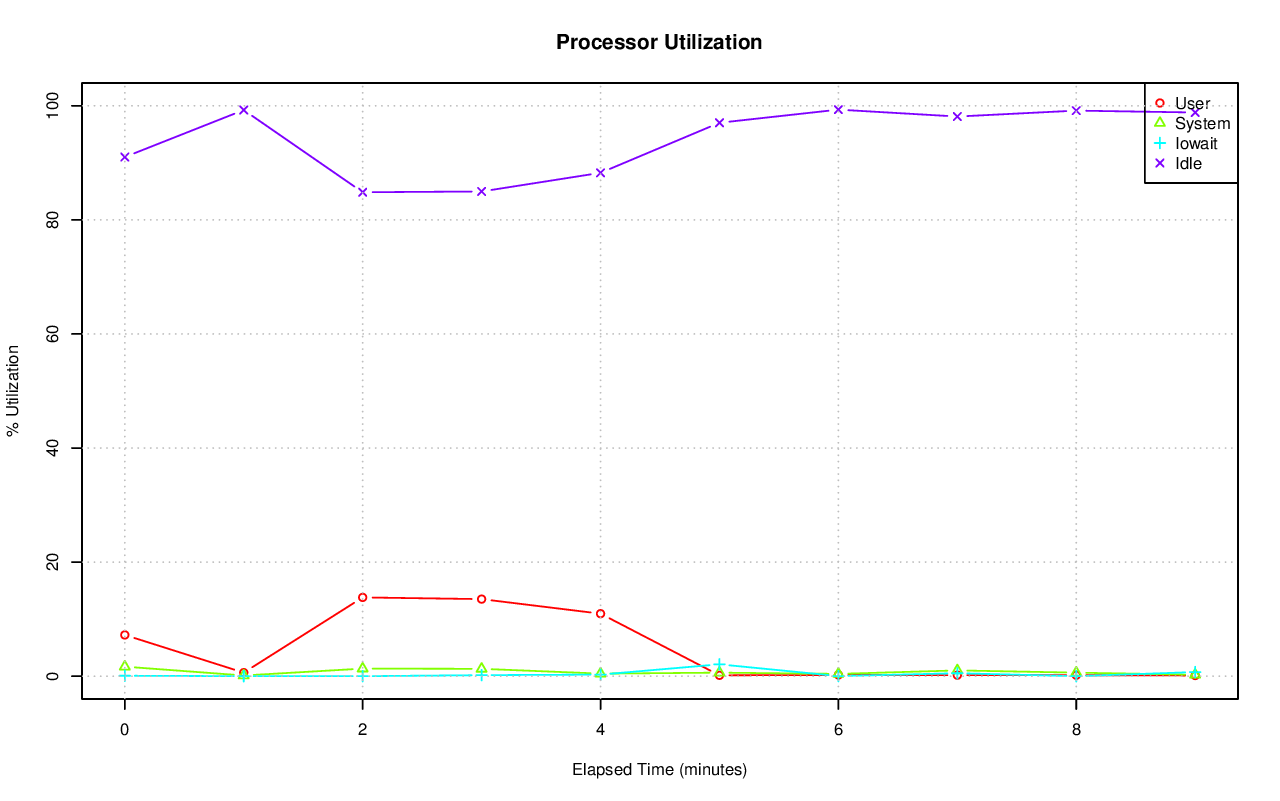 Processor Utilization
% Utilization
100
80
60
40
20
0
User
System
Iowait
Idle
0 2 4 6 8
Elapsed Time (minutes)